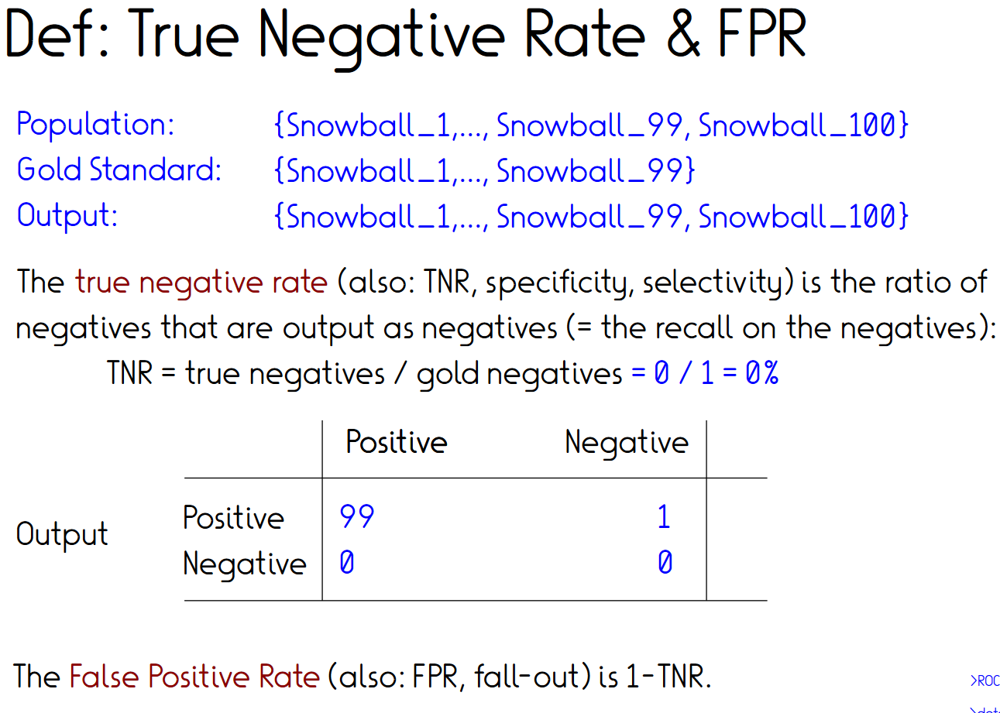 Def: True Negative Rate & FPR
Population: {Snowball_1,..., Snowball_99, Snowball_100}
Gold Standard: {Snowball_1,..., Snowball_99}
Output: {Snowball_1,..., Snowball_99, Snowball_100}
The true negative rate (also: TNR, specificity, selectivity) is the ratio of
negatives that are output as negatives (= the recall on the negatives):
TNR = true negatives / gold negatives = 0 / 1 = 0%
Positive Negative
Output
Positive 99 1
Negative 0 0
The False Positive Rate (also: FPR, fall-out) is 1-TNR.
>ROC